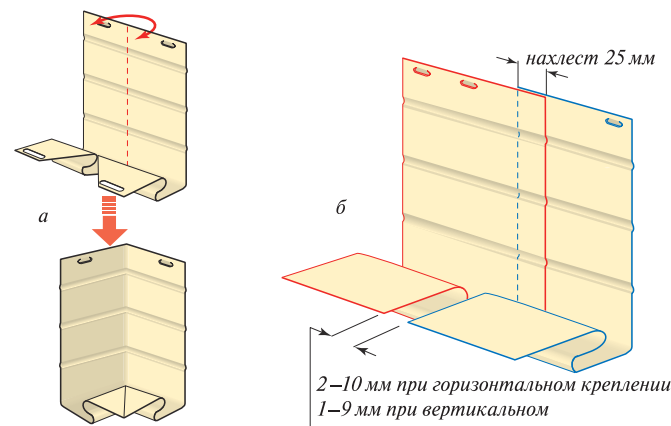 нахлест 25 мм
а
б
2–10 мм при горизонтальном креплении
1–9 мм при вертикальном